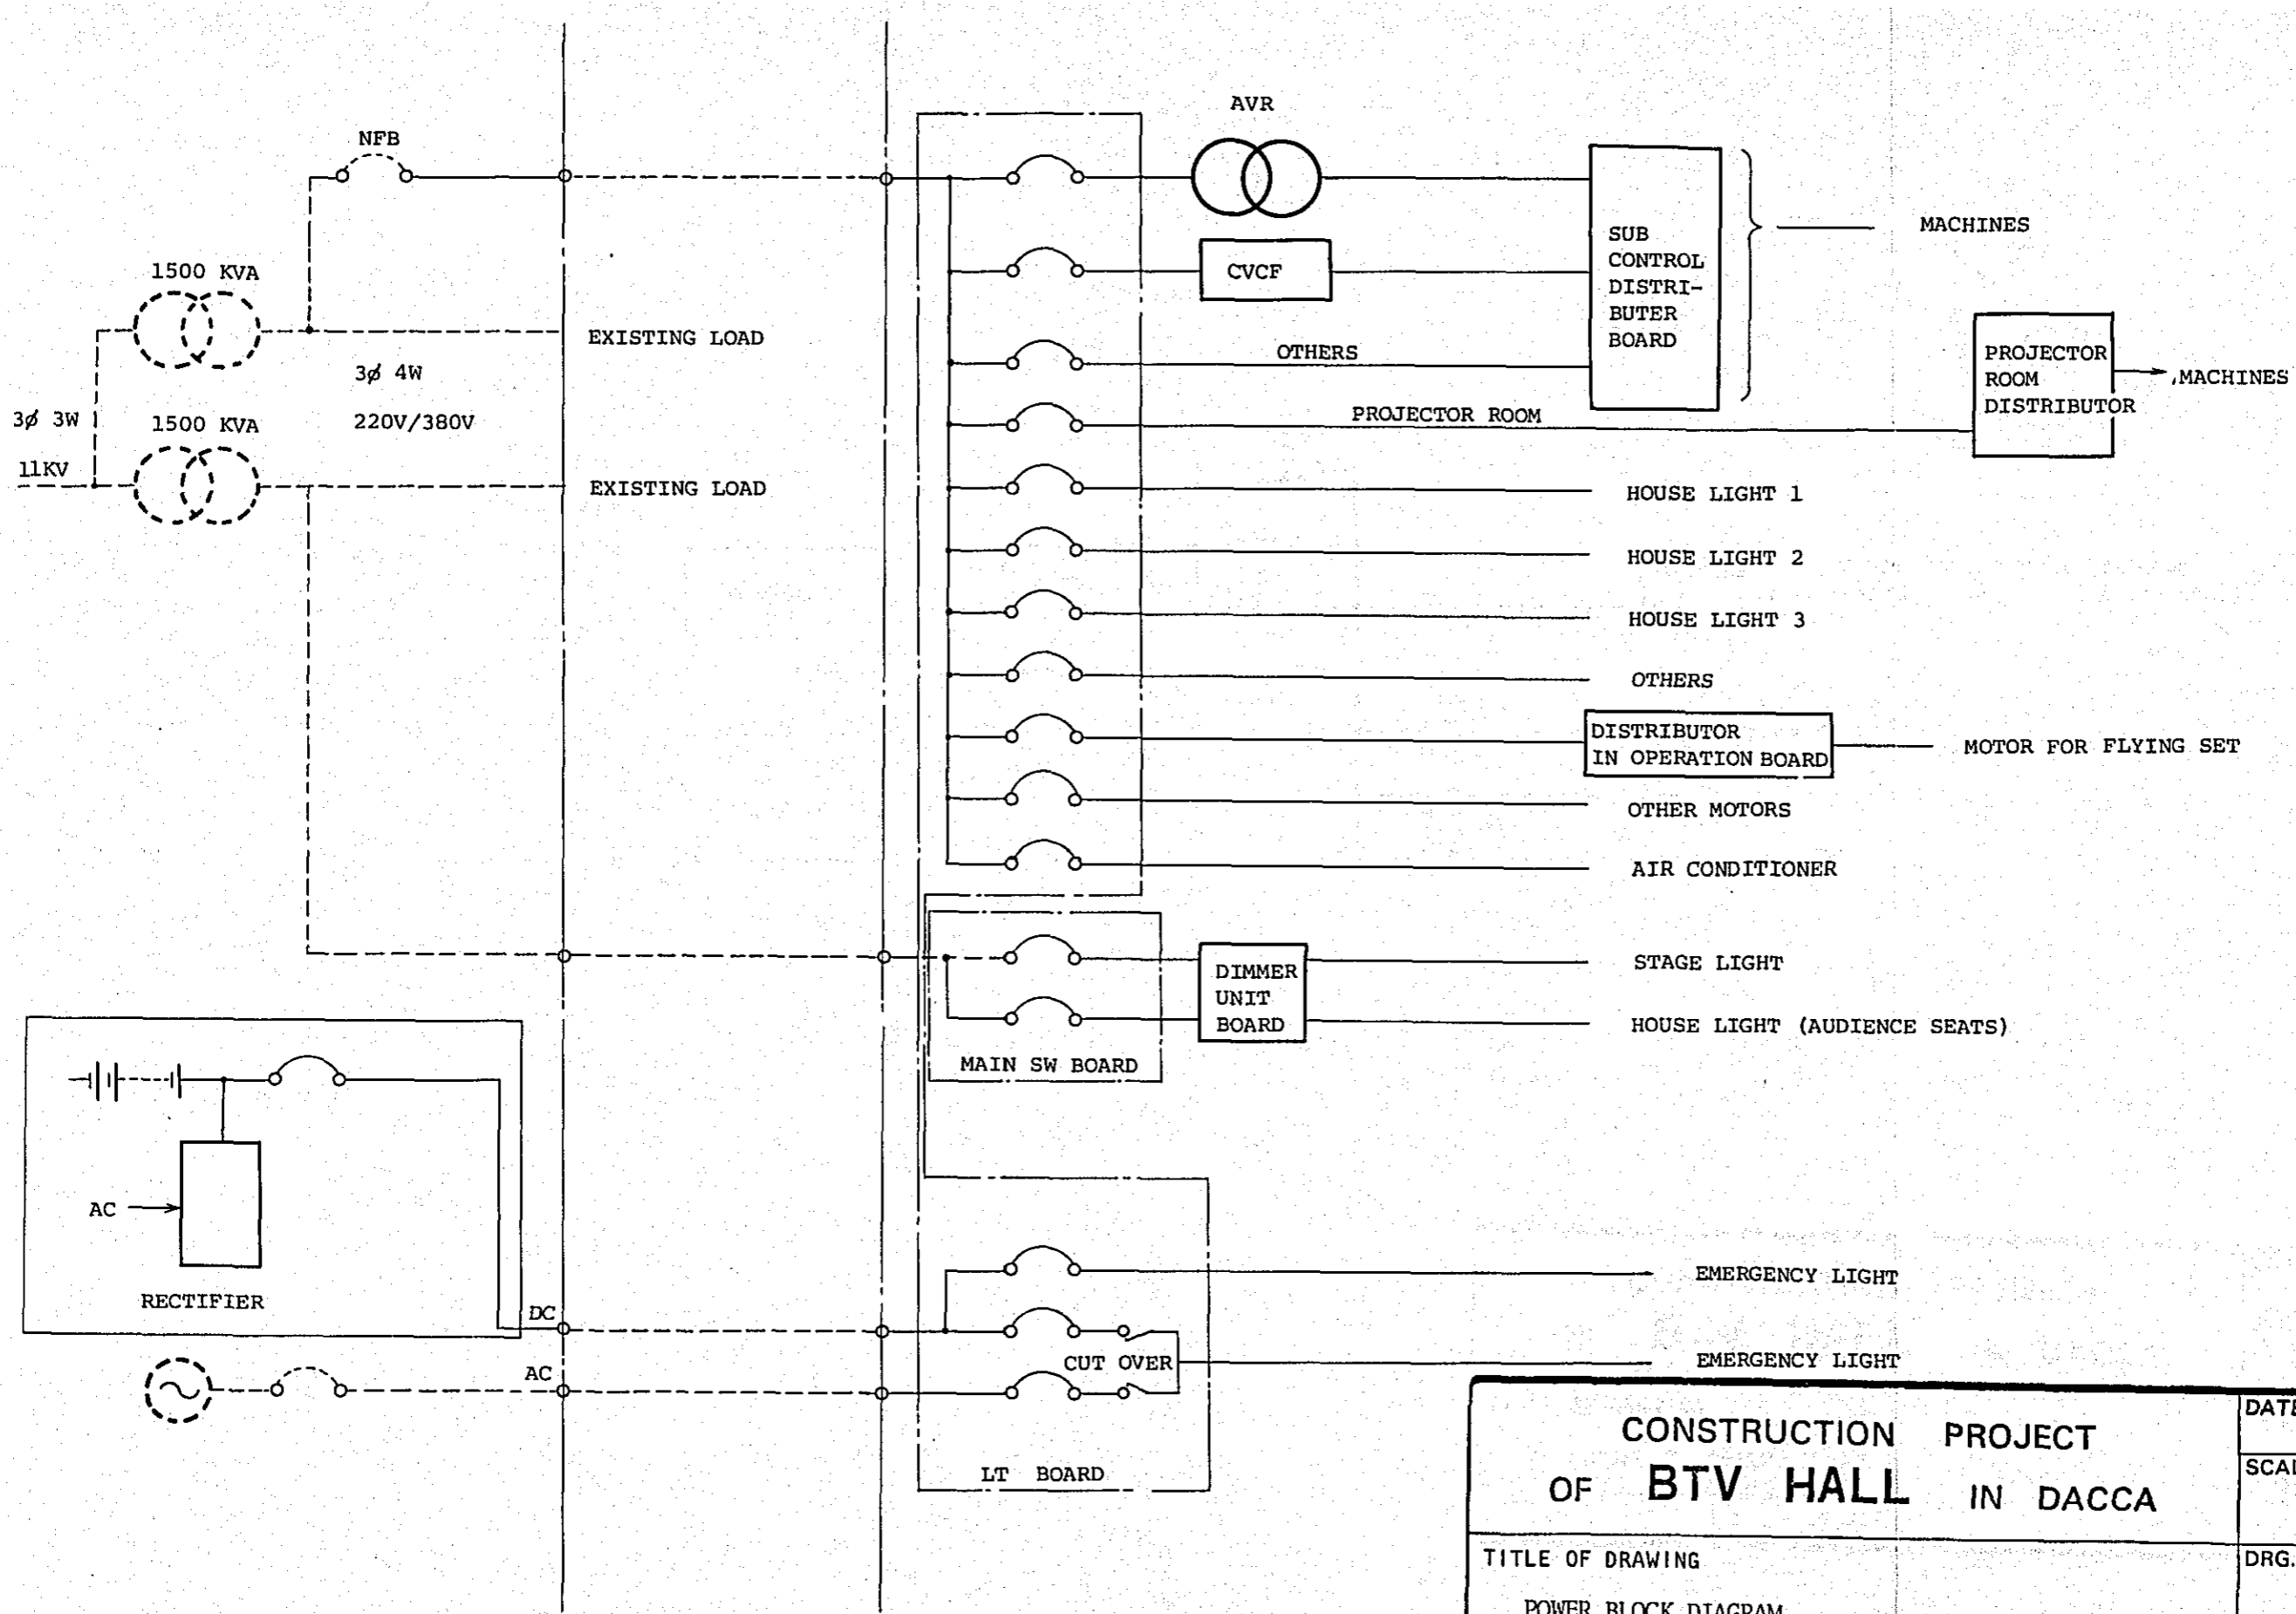 AVR
NFB
SUB
CONTROL
DISTRI-
BUTER
BOARD
MACHINES
1500 KVA
CVCF
EXISTING LOAD
OTHERS
PROJECTOR
ROOM
DISTRIBUTOR
MACHINES
3ø 4W
220V/380V
3ø 3W
1500 KVA
PROJECTOR ROOM
11KV
EXISTING LOAD
HOUSE LIGHT 1
HOUSE LIGHT 2
HOUSE LIGHT 3
OTHERS
DISTRIBUTOR
IN OPERATION BOARD
MOTOR FOR FLYING SET
OTHER MOTORS
AIR CONDITIONER
DIMMER
UNIT
BOARD
STAGE LIGHT
HOUSE LIGHT (AUDIENCE SEATS)
MAIN SW BOARD
AC
RECTIFIER
DC
EMERGENCY LIGHT
AC
CUT OVER
EMERGENCY LIGHT
LT BOARD
CONSTRUCTION PROJECT
OF BTV HALL IN DACCA
DATE
SCAL
TITLE OF DRAWING
DRG.
POWER BLOCK DIAGRAM